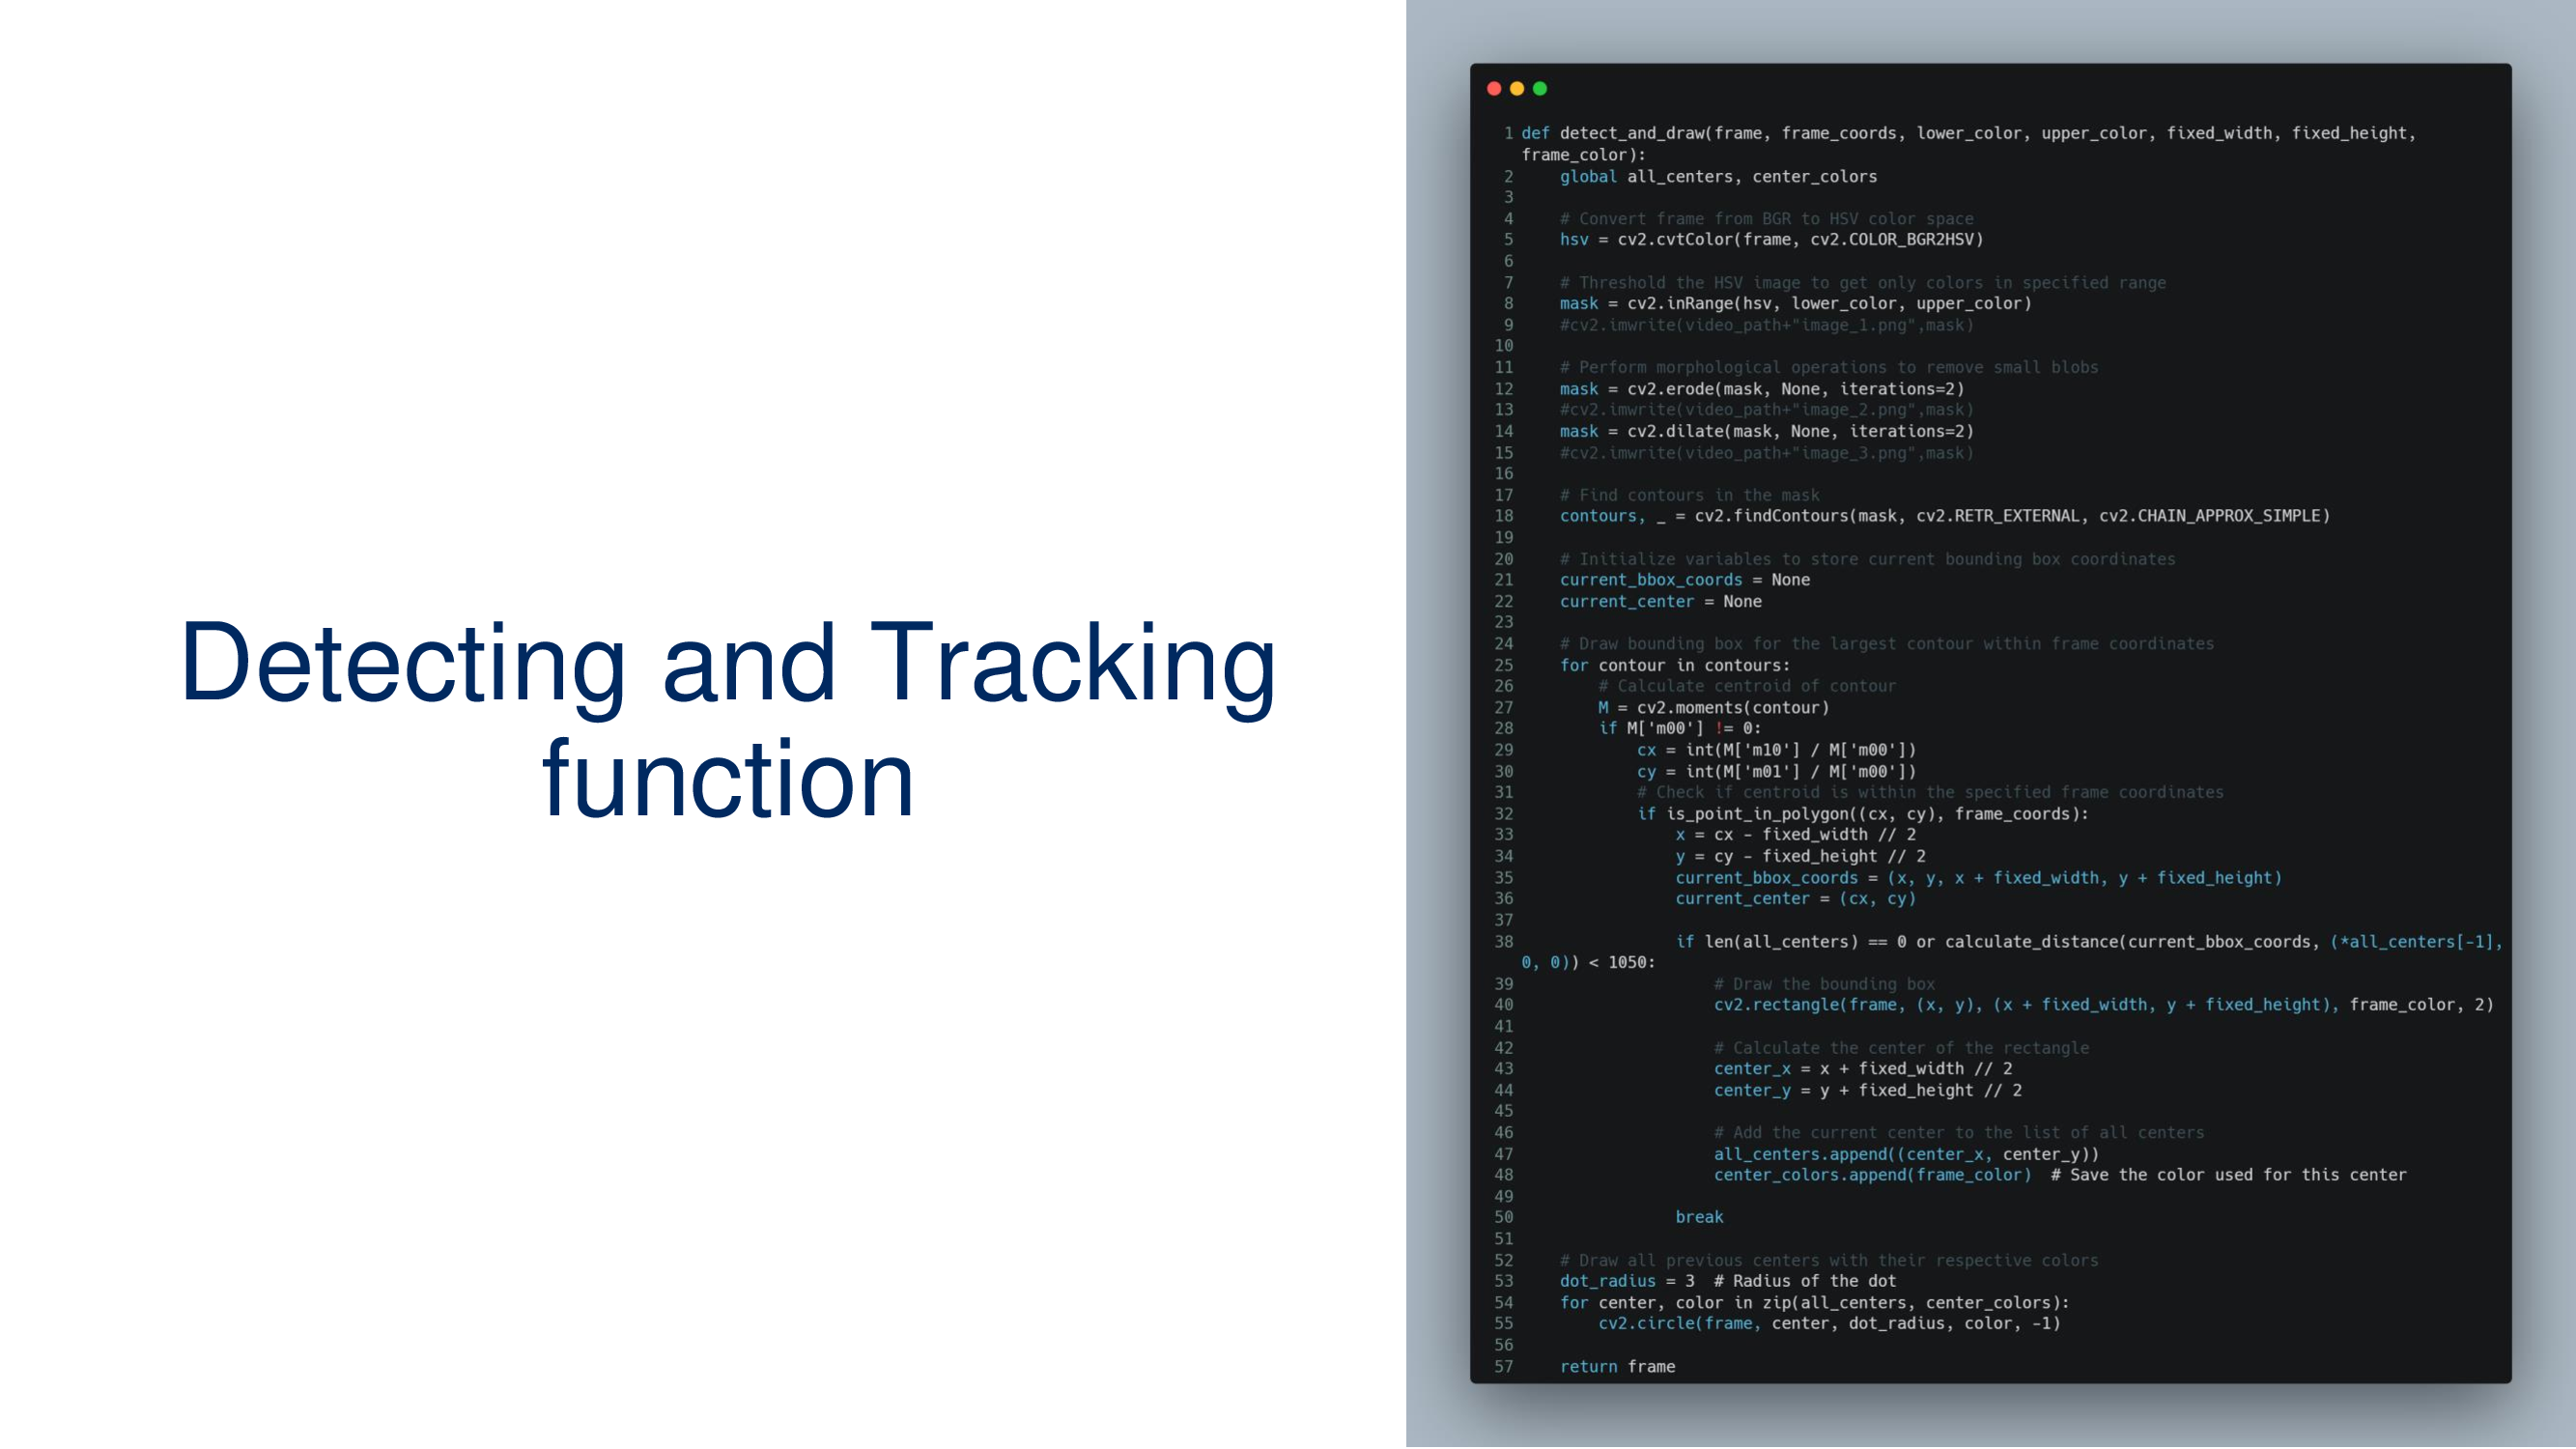 Detecting and Tracking
function
1 def detect_and_draw(frame, frame_coords, lower_color, upper_color, fixed_width, fixed_height,
frame_color):
2     global all_centers, center_colors
3
4     # Convert frame from BGR to HSV color space
5     hsv = cv2.cvtColor(frame, cv2.COLOR_BGR2HSV)
6
7     # Threshold the HSV image to get only colors in specified range
8     mask = cv2.inRange(hsv, lower_color, upper_color)
9     #cv2.imwrite(video_path+"image_1.png",mask)
10
11     # Perform morphological operations to remove small blobs
12     mask = cv2.erode(mask, None, iterations=2)
13     #cv2.imwrite(video_path+"image_2.png",mask)
14     mask = cv2.dilate(mask, None, iterations=2)
15     #cv2.imwrite(video_path+"image_3.png",mask)
16
17     # Find contours in the mask
18     contours, _ = cv2.findContours(mask, cv2.RETR_EXTERNAL, cv2.CHAIN_APPROX_SIMPLE)
19
20     # Initialize variables to store current bounding box coordinates
21     current_bbox_coords = None
22     current_center = None
23
24     # Draw bounding box for the largest contour within frame coordinates
25     for contour in contours:
26         # Calculate centroid of contour
27         M = cv2.moments(contour)
28         if M['m00'] != 0:
29             cx = int(M['m10'] / M['m00'])
30             cy = int(M['m01'] / M['m00'])
31             # Check if centroid is within the specified frame coordinates
32             if is_point_in_polygon((cx, cy), frame_coords):
33                 x = cx - fixed_width // 2
34                 y = cy - fixed_height // 2
35                 current_bbox_coords = (x, y, x + fixed_width, y + fixed_height)
36                 current_center = (cx, cy)
37
38                 if len(all_centers) == 0 or calculate_distance(current_bbox_coords, (*all_centers[-1],
0, 0)) < 1050:
39                     # Draw the bounding box
40                     cv2.rectangle(frame, (x, y), (x + fixed_width, y + fixed_height), frame_color, 2)
41
42                     # Calculate the center of the rectangle
43                     center_x = x + fixed_width // 2
44                     center_y = y + fixed_height // 2
45
46                     # Add the current center to the list of all centers
47                     all_centers.append((center_x, center_y))
48                     center_colors.append(frame_color)  # Save the color used for this center
49
50                 break
51
52     # Draw all previous centers with their respective colors
53     dot_radius = 3  # Radius of the dot
54     for center, color in zip(all_centers, center_colors):
55         cv2.circle(frame, center, dot_radius, color, -1)
56
57     return frame